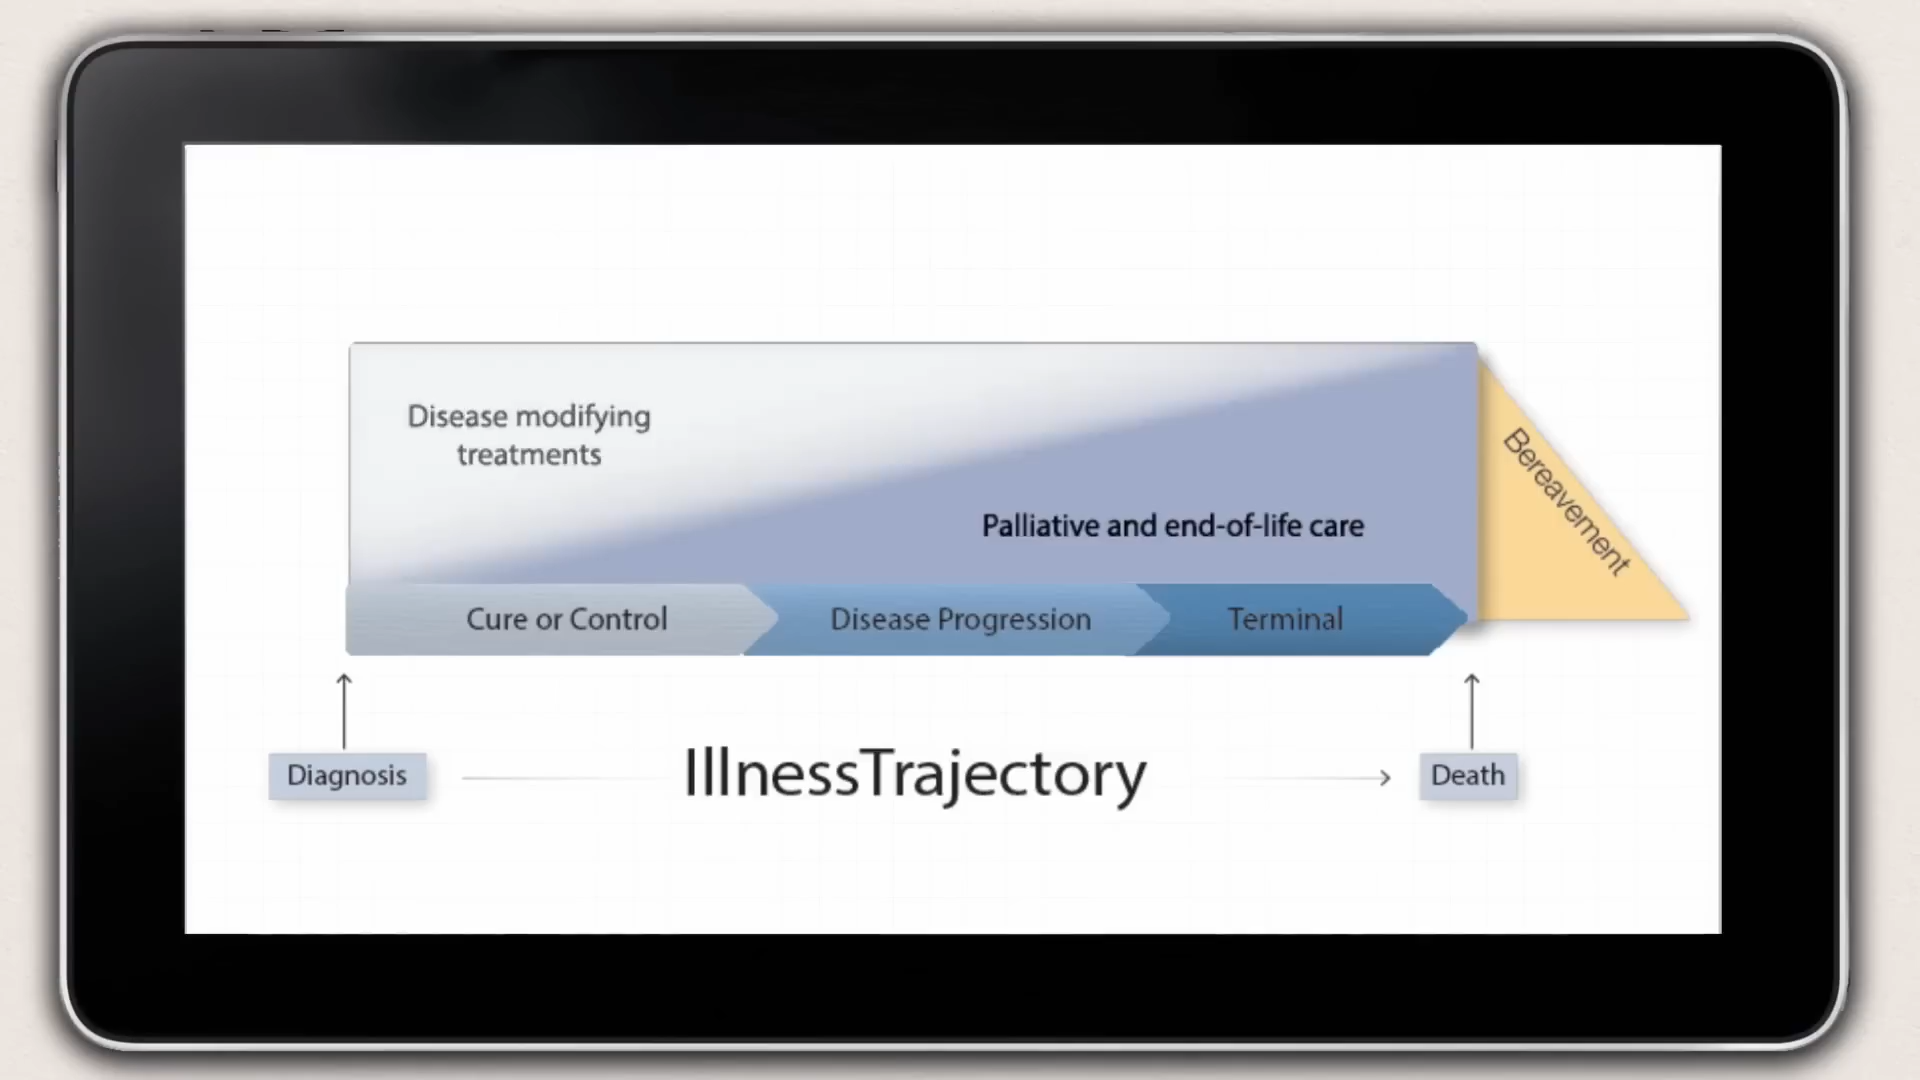 Disease modifying
treatments
Palliative and end-of-life care
Bereavement
Cure or Control
Disease Progression
Terminal
Diagnosis
IllnessTrajectory
Death